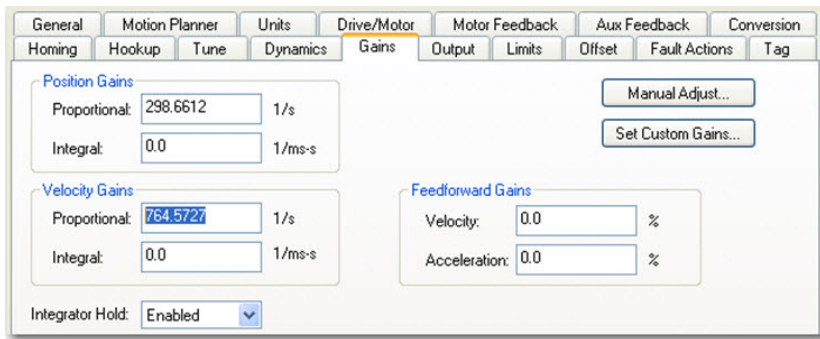 General Motion Planner Units Drive/Motor Motor Feedback Aux Feedback Conversion
Homing Hookup Tune Dynamics Gains Output Limits Offset Fault Actions Tag
Position Gains
Proportional: 298.6612 1/s
Integral: 0.0 1/ms-s
Manual Adjust...
Set Custom Gains...
Velocity Gains
Proportional: 764.5727 1/s
Integral: 0.0 1/ms-s
Feedforward Gains
Velocity: 0.0 %
Acceleration: 0.0 %
Integrator Hold: Enabled